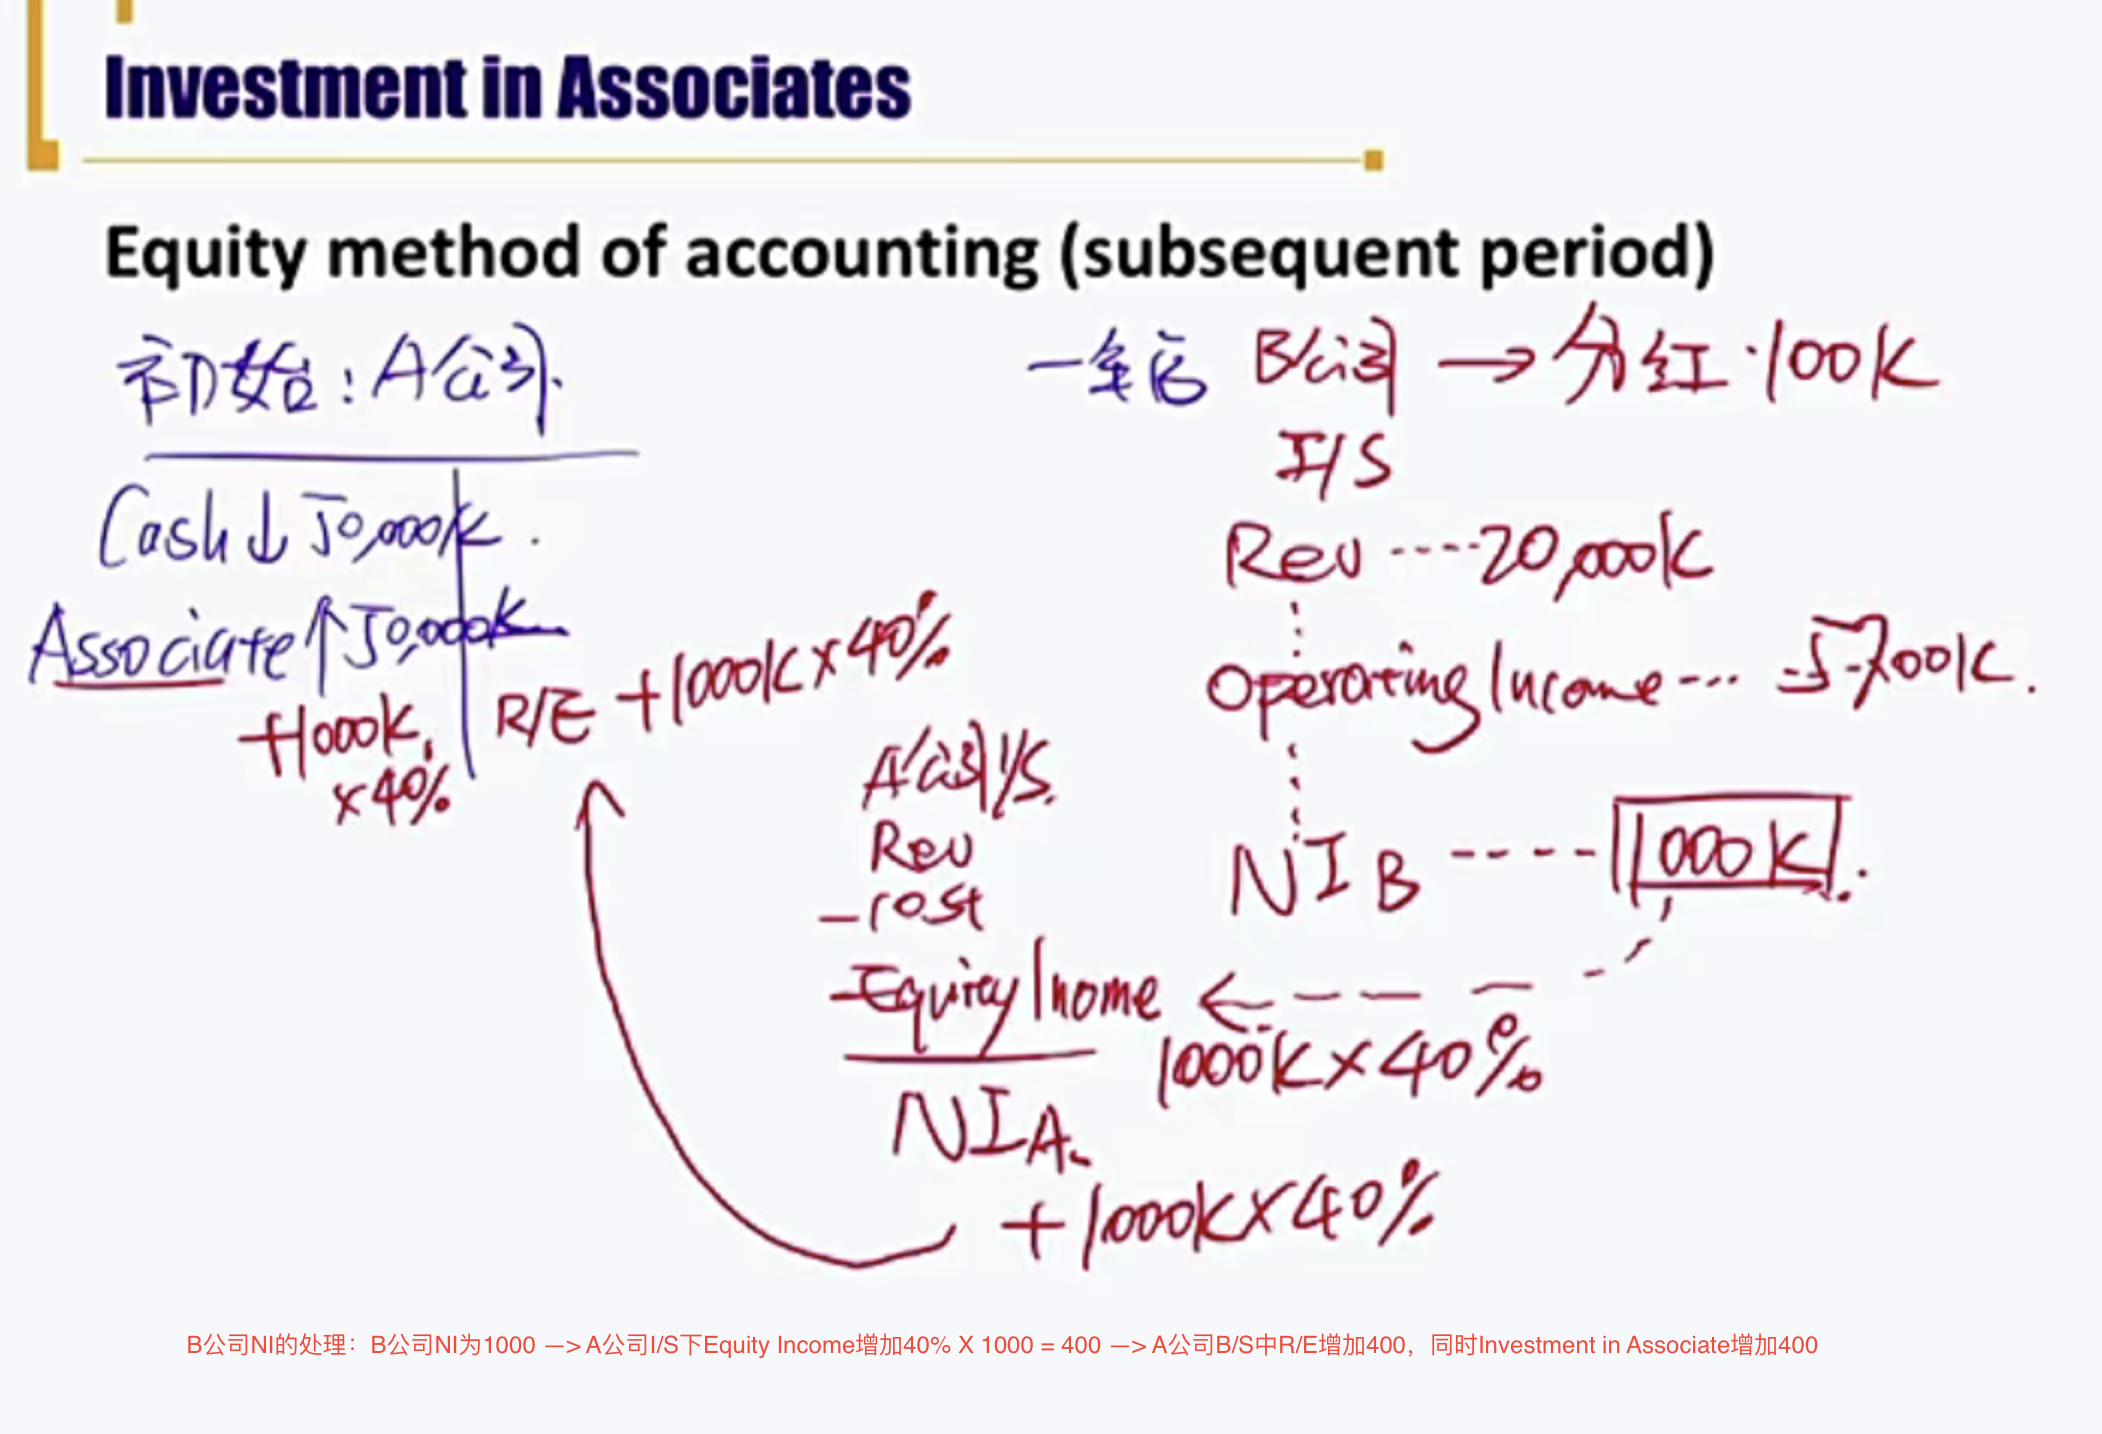 Investment in Associates
Equity method of accounting (subsequent period)
初始：A公司.
Cash↓50,000K.
Associate↑50,000K
+1000K.
×40%
R/E +1000K×40%
一年后 B公司 → 分红·100K
I/S
Rev ----20,000K
Operating Income --- 5700K.
NI B ----1000K.
A公司I/S.
Rev
-cost
-Equity Inome ←
1000K×40%
NIA.
+1000K×40%
B公司NI的处理：B公司NI为1000 —> A公司I/S下Equity Income增加40% X 1000 = 400 —> A公司B/S中R/E增加400，同时Investment in Associate增加400